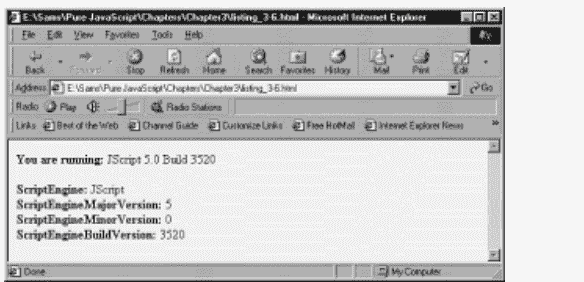 E:\Sams\Pure JavaScript\Chapters\Chapter3\listing_3-6.html - Microsoft Internet Explorer
File Edit View Favorites Tools Help
Back Forward Stop Refresh Home Search Favorites History Mail Print Edit
Address E:\Sams\Pure JavaScript\Chapters\Chapter3\listing_3-6.html Go
Radio Play Radio Stations
Links Best of the Web Channel Guide Customize Links Free HotMail Internet Explorer News »
You are running: JScript 5.0 Build 3520
ScriptEngine: JScript
ScriptEngineMajorVersion: 5
ScriptEngineMinorVersion: 0
ScriptEngineBuildVersion: 3520
Done My Computer